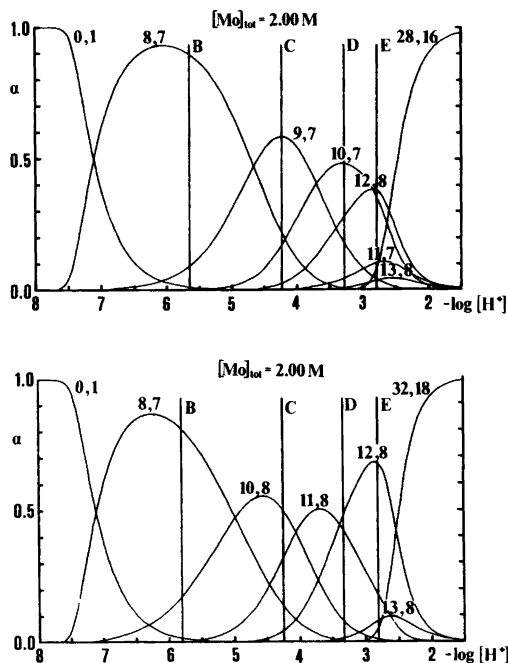 [Mo]tot = 2.00 M
0,1
8,7
B
C
D
E
28,16
9,7
10,7
12,8
11,7
13,8
α
1.0
0.5
0.0
8 7 6 5 4 3 2 -log [H+]
[Mo]tot = 2.00 M
0,1
8,7
B
C
D
E
32,18
10,8
11,8
12,8
13,8
α
1.0
0.5
0.0
8 7 6 5 4 3 2 -log [H+]